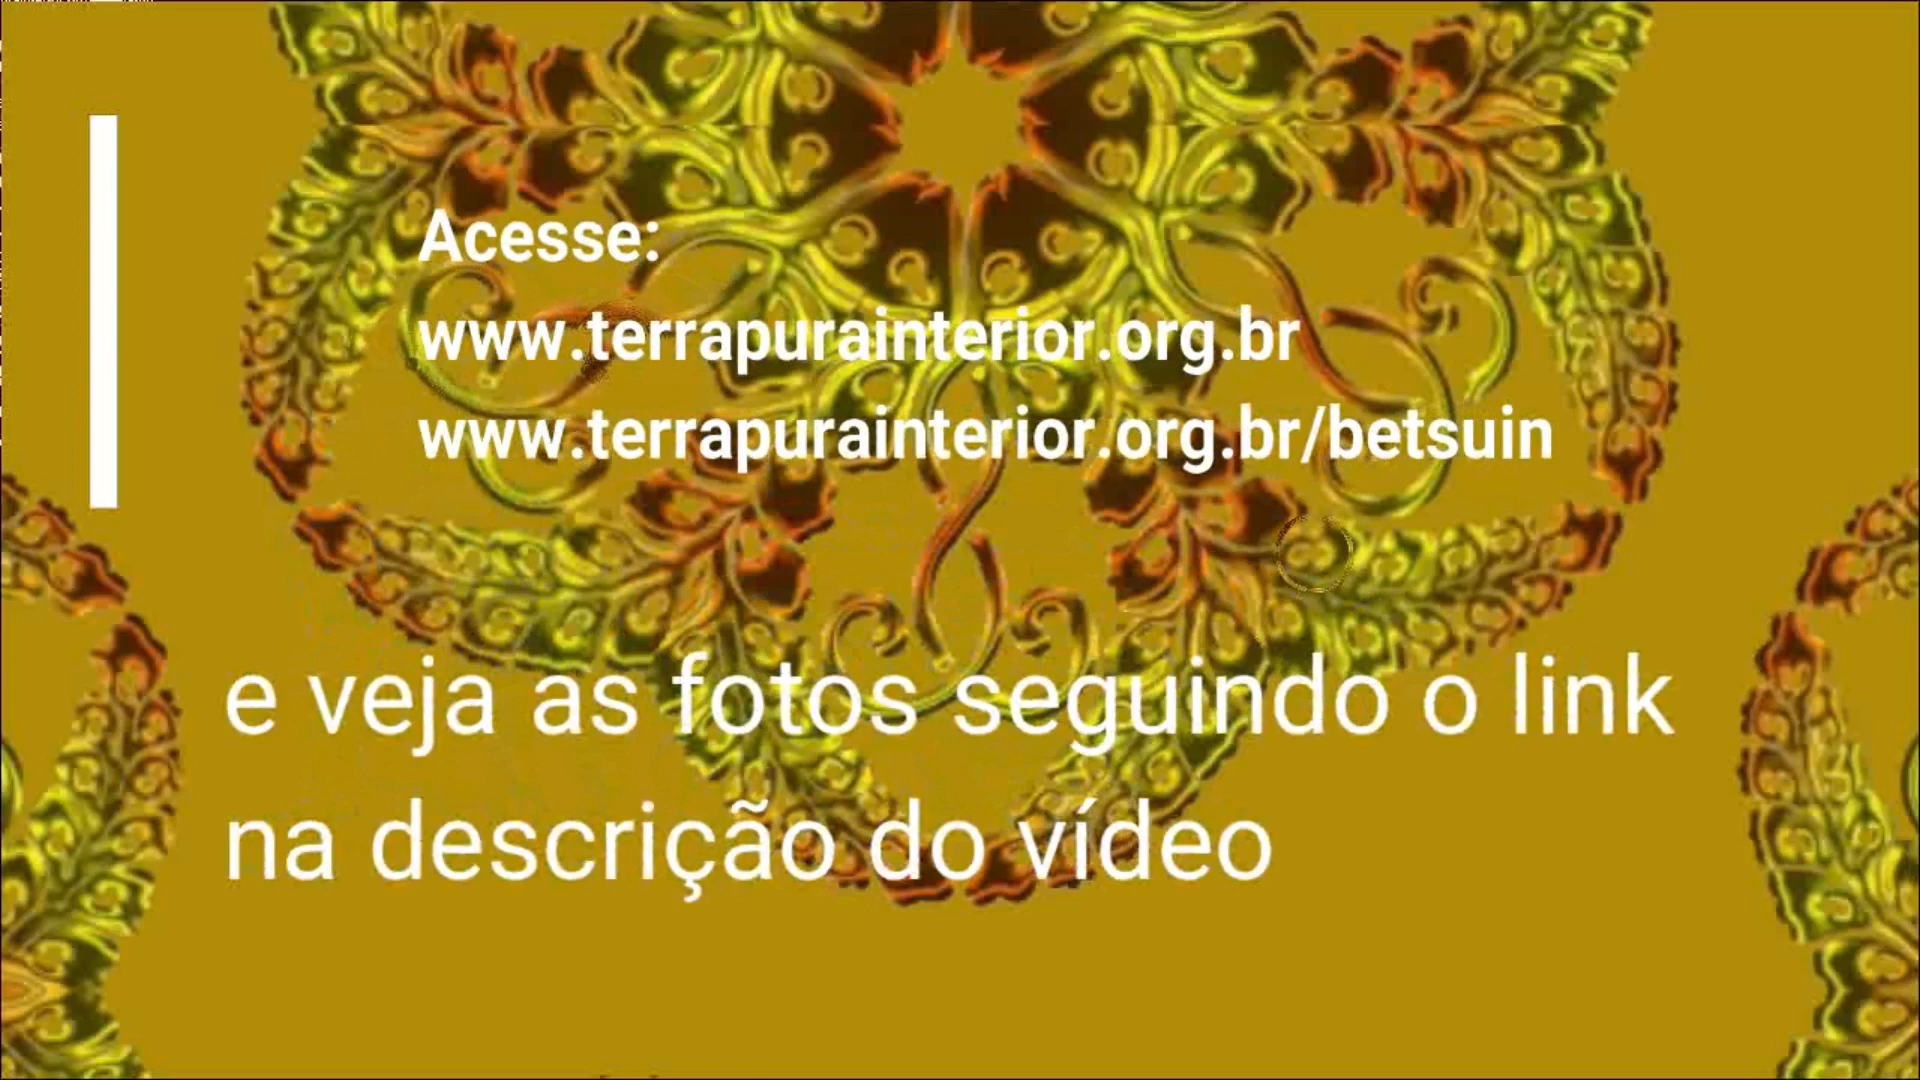 Acesse:
www.terrapurainterior.org.br
www.terrapurainterior.org.br/betsuin
e veja as fotos seguindo o link
na descrição do vídeo